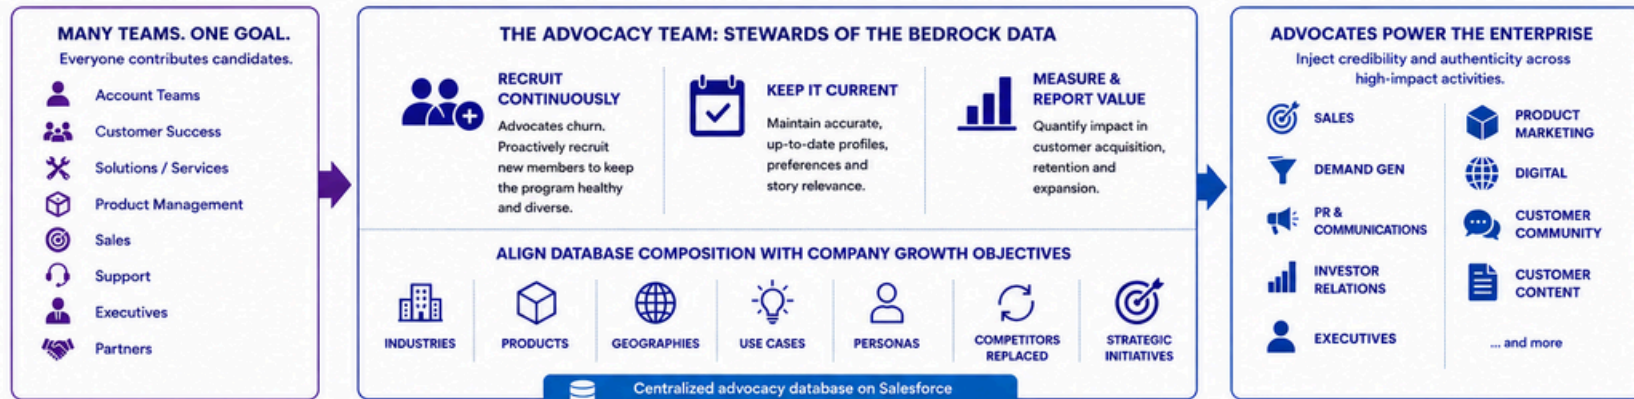 MANY TEAMS. ONE GOAL.
Everyone contributes candidates.
Account Teams
Customer Success
Solutions / Services
Product Management
Sales
Support
Executives
Partners
THE ADVOCACY TEAM: STEWARDS OF THE BEDROCK DATA
RECRUIT
CONTINUOUSLY
Advocates churn.
Proactively recruit
new members to keep
the program healthy
and diverse.
KEEP IT CURRENT
Maintain accurate,
up-to-date profiles,
preferences and
story relevance.
MEASURE &
REPORT VALUE
Quantify impact in
customer acquisition,
retention and
expansion.
ALIGN DATABASE COMPOSITION WITH COMPANY GROWTH OBJECTIVES
INDUSTRIES
PRODUCTS
GEOGRAPHIES
USE CASES
PERSONAS
COMPETITORS
REPLACED
STRATEGIC
INITIATIVES
Centralized advocacy database on Salesforce
ADVOCATES POWER THE ENTERPRISE
Inject credibility and authenticity across
high-impact activities.
SALES
DEMAND GEN
PR &
COMMUNICATIONS
INVESTOR
RELATIONS
EXECUTIVES
PRODUCT
MARKETING
DIGITAL
CUSTOMER
COMMUNITY
CUSTOMER
CONTENT
... and more